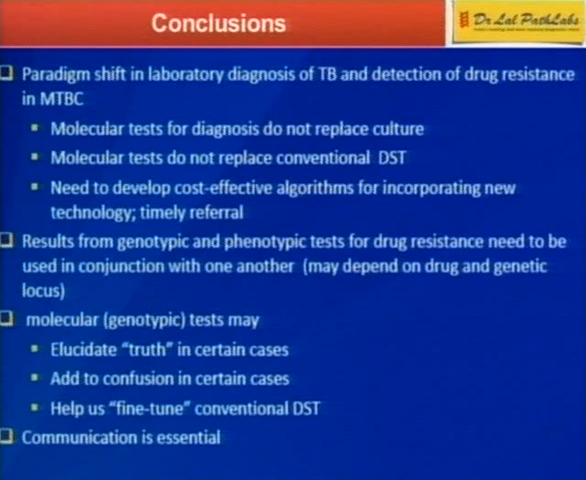 Conclusions
Dr Lal PathLabs
Paradigm shift in laboratory diagnosis of TB and detection of drug resistance
in MTBC
Molecular tests for diagnosis do not replace culture
Molecular tests do not replace conventional DST
Need to develop cost-effective algorithms for incorporating new
technology; timely referral
Results from genotypic and phenotypic tests for drug resistance need to be
used in conjunction with one another (may depend on drug and genetic
locus)
molecular (genotypic) tests may
Elucidate “truth” in certain cases
Add to confusion in certain cases
Help us “fine-tune” conventional DST
Communication is essential